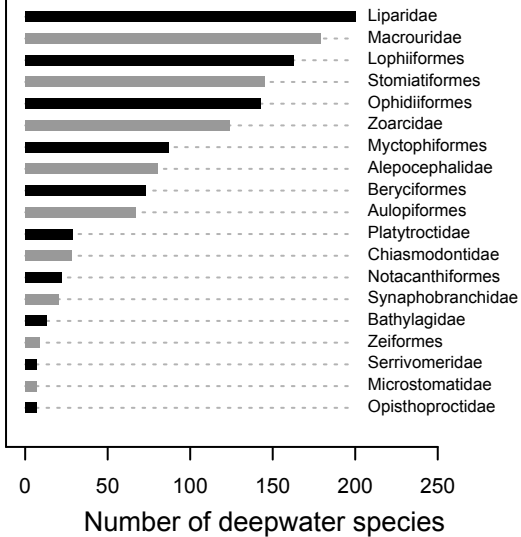 Liparidae
Macrouridae
Lophiiformes
Stomiatiformes
Ophidiiformes
Zoarcidae
Myctophiformes
Alepocephalidae
Beryciformes
Aulopiformes
Platytroctidae
Chiasmodontidae
Notacanthiformes
Synaphobranchidae
Bathylagidae
Zeiformes
Serrivomeridae
Microstomatidae
Opisthoproctidae
0 50 100 150 200 250
Number of deepwater species